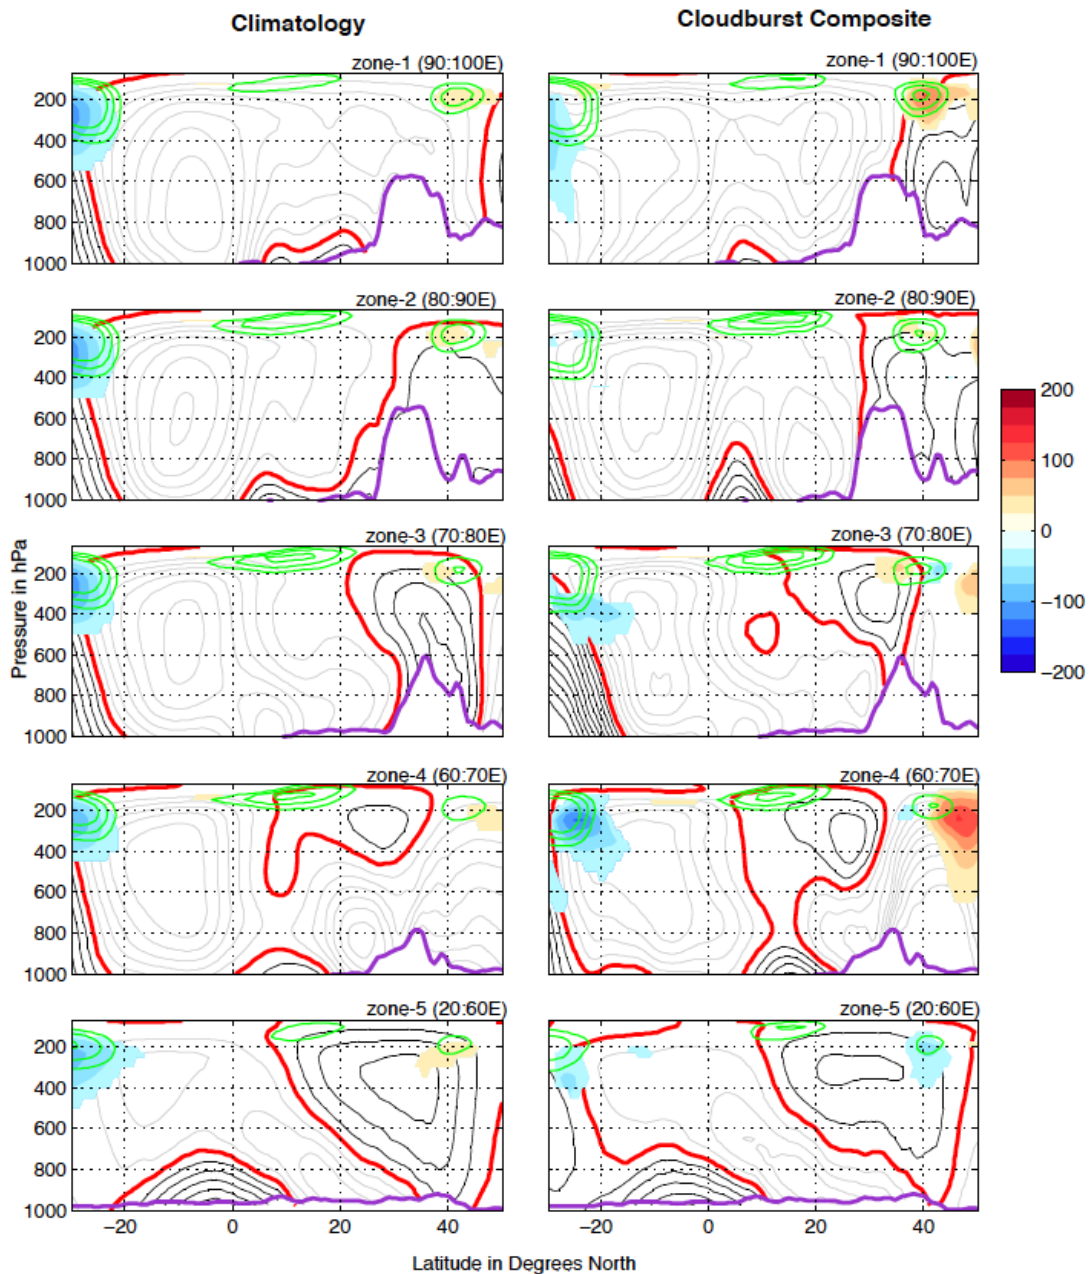 Climatology
Cloudburst Composite
zone-1 (90:100E)
200
400
600
800
1000
zone-1 (90:100E)
zone-2 (80:90E)
200
400
600
800
1000
zone-2 (80:90E)
zone-3 (70:80E)
200
400
600
800
1000
zone-3 (70:80E)
zone-4 (60:70E)
200
400
600
800
1000
zone-4 (60:70E)
zone-5 (20:60E)
200
400
600
800
1000
−20
0
20
40
zone-5 (20:60E)
−20
0
20
40
200
100
0
−100
−200
Pressure in hPa
Latitude in Degrees North